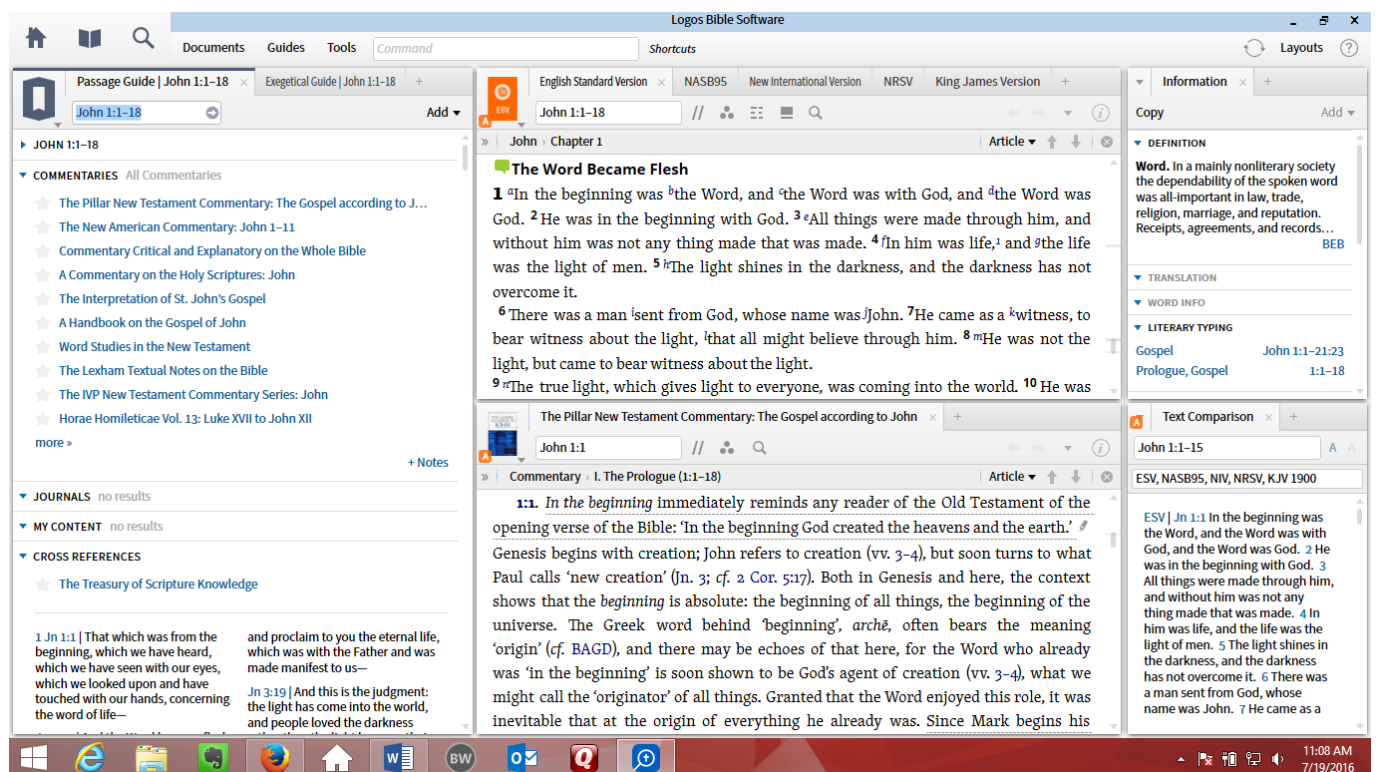 Logos Bible Software
Documents Guides Tools Command Shortcuts Layouts ?
Passage Guide | John 1:1–18 × Exegetical Guide | John 1:1–18 +
John 1:1–18 Add
JOHN 1:1–18
COMMENTARIES All Commentaries
The Pillar New Testament Commentary: The Gospel according to J…
The New American Commentary: John 1–11
Commentary Critical and Explanatory on the Whole Bible
A Commentary on the Holy Scriptures: John
The Interpretation of St. John's Gospel
A Handbook on the Gospel of John
Word Studies in the New Testament
The Lexham Textual Notes on the Bible
The IVP New Testament Commentary Series: John
Horae Homileticae Vol. 13: Luke XVII to John XII
more »
+ Notes
JOURNALS no results
MY CONTENT no results
CROSS REFERENCES
The Treasury of Scripture Knowledge
1 Jn 1:1 | That which was from the
beginning, which we have heard,
which we have seen with our eyes,
which we looked upon and have
touched with our hands, concerning
the word of life—
and proclaim to you the eternal life,
which was with the Father and was
made manifest to us—
Jn 3:19 | And this is the judgment:
the light has come into the world,
and people loved the darkness
ESV
A
English Standard Version × NASB95 New International Version NRSV King James Version +
John 1:1–18 //
» John › Chapter 1 Article
The Word Became Flesh
1 aIn the beginning was bthe Word, and cthe Word was with God, and dthe Word was
God. 2 He was in the beginning with God. 3 eAll things were made through him, and
without him was not any thing made that was made. 4 fIn him was life,1 and gthe life
was the light of men. 5 hThe light shines in the darkness, and the darkness has not
overcome it.
6 There was a man isent from God, whose name was jJohn. 7 He came as a kwitness, to
bear witness about the light, lthat all might believe through him. 8 mHe was not the
light, but came to bear witness about the light.
9 nThe true light, which gives light to everyone, was coming into the world. 10 He was
A
The Pillar New Testament Commentary: The Gospel according to John × +
John 1:1 //
» Commentary › I. The Prologue (1:1–18) Article
1:1. In the beginning immediately reminds any reader of the Old Testament of the
opening verse of the Bible: ‘In the beginning God created the heavens and the earth.’
Genesis begins with creation; John refers to creation (vv. 3–4), but soon turns to what
Paul calls ‘new creation’ (Jn. 3; cf. 2 Cor. 5:17). Both in Genesis and here, the context
shows that the beginning is absolute: the beginning of all things, the beginning of the
universe. The Greek word behind ‘beginning’, archē, often bears the meaning
‘origin’ (cf. BAGD), and there may be echoes of that here, for the Word who already
was ‘in the beginning’ is soon shown to be God’s agent of creation (vv. 3–4), what we
might call the ‘originator’ of all things. Granted that the Word enjoyed this role, it was
inevitable that at the origin of everything he already was. Since Mark begins his
Information × +
Copy Add
DEFINITION
Word. In a mainly nonliterary society
the dependability of the spoken word
was all-important in law, trade,
religion, marriage, and reputation.
Receipts, agreements, and records…
BEB
TRANSLATION
WORD INFO
LITERARY TYPING
Gospel John 1:1–21:23
Prologue, Gospel 1:1–18
A
Text Comparison × +
John 1:1–15 A A
ESV, NASB95, NIV, NRSV, KJV 1900
ESV | Jn 1:1 In the beginning was
the Word, and the Word was with
God, and the Word was God. 2 He
was in the beginning with God. 3
All things were made through him,
and without him was not any
thing made that was made. 4 In
him was life, and the life was the
light of men. 5 The light shines in
the darkness, and the darkness
has not overcome it. 6 There was
a man sent from God, whose
name was John. 7 He came as a
BW
11:08 AM
7/19/2016